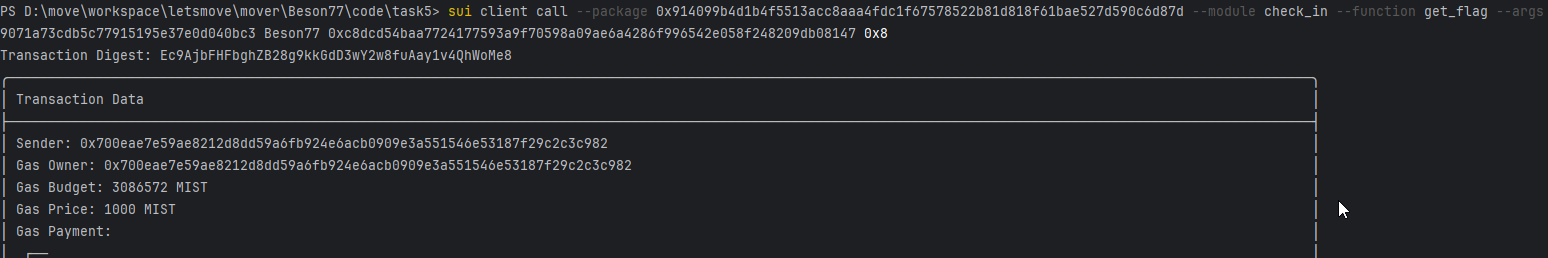 PS D:\move\workspace\letsmove\mover\Beson77\code\task5> sui client call --package 0x914099b4d1b4f5513acc8aaa4fdc1f67578522b81d818f61bae527d590c6d87d --module check_in --function get_flag --args
9071a73cdb5c77915195e37e0d040bc3 Beson77 0xc8dcd54baa7724177593a9f70598a09ae6a4286f996542e058f248209db08147 0x8
Transaction Digest: Ec9AjbFHFbghZB28g9kkGdD3wY2w8fuAay1v4QhWoMe8
Transaction Data
Sender: 0x700eae7e59ae8212d8dd59a6fb924e6acb0909e3a551546e53187f29c2c3c982
Gas Owner: 0x700eae7e59ae8212d8dd59a6fb924e6acb0909e3a551546e53187f29c2c3c982
Gas Budget: 3086572 MIST
Gas Price: 1000 MIST
Gas Payment: